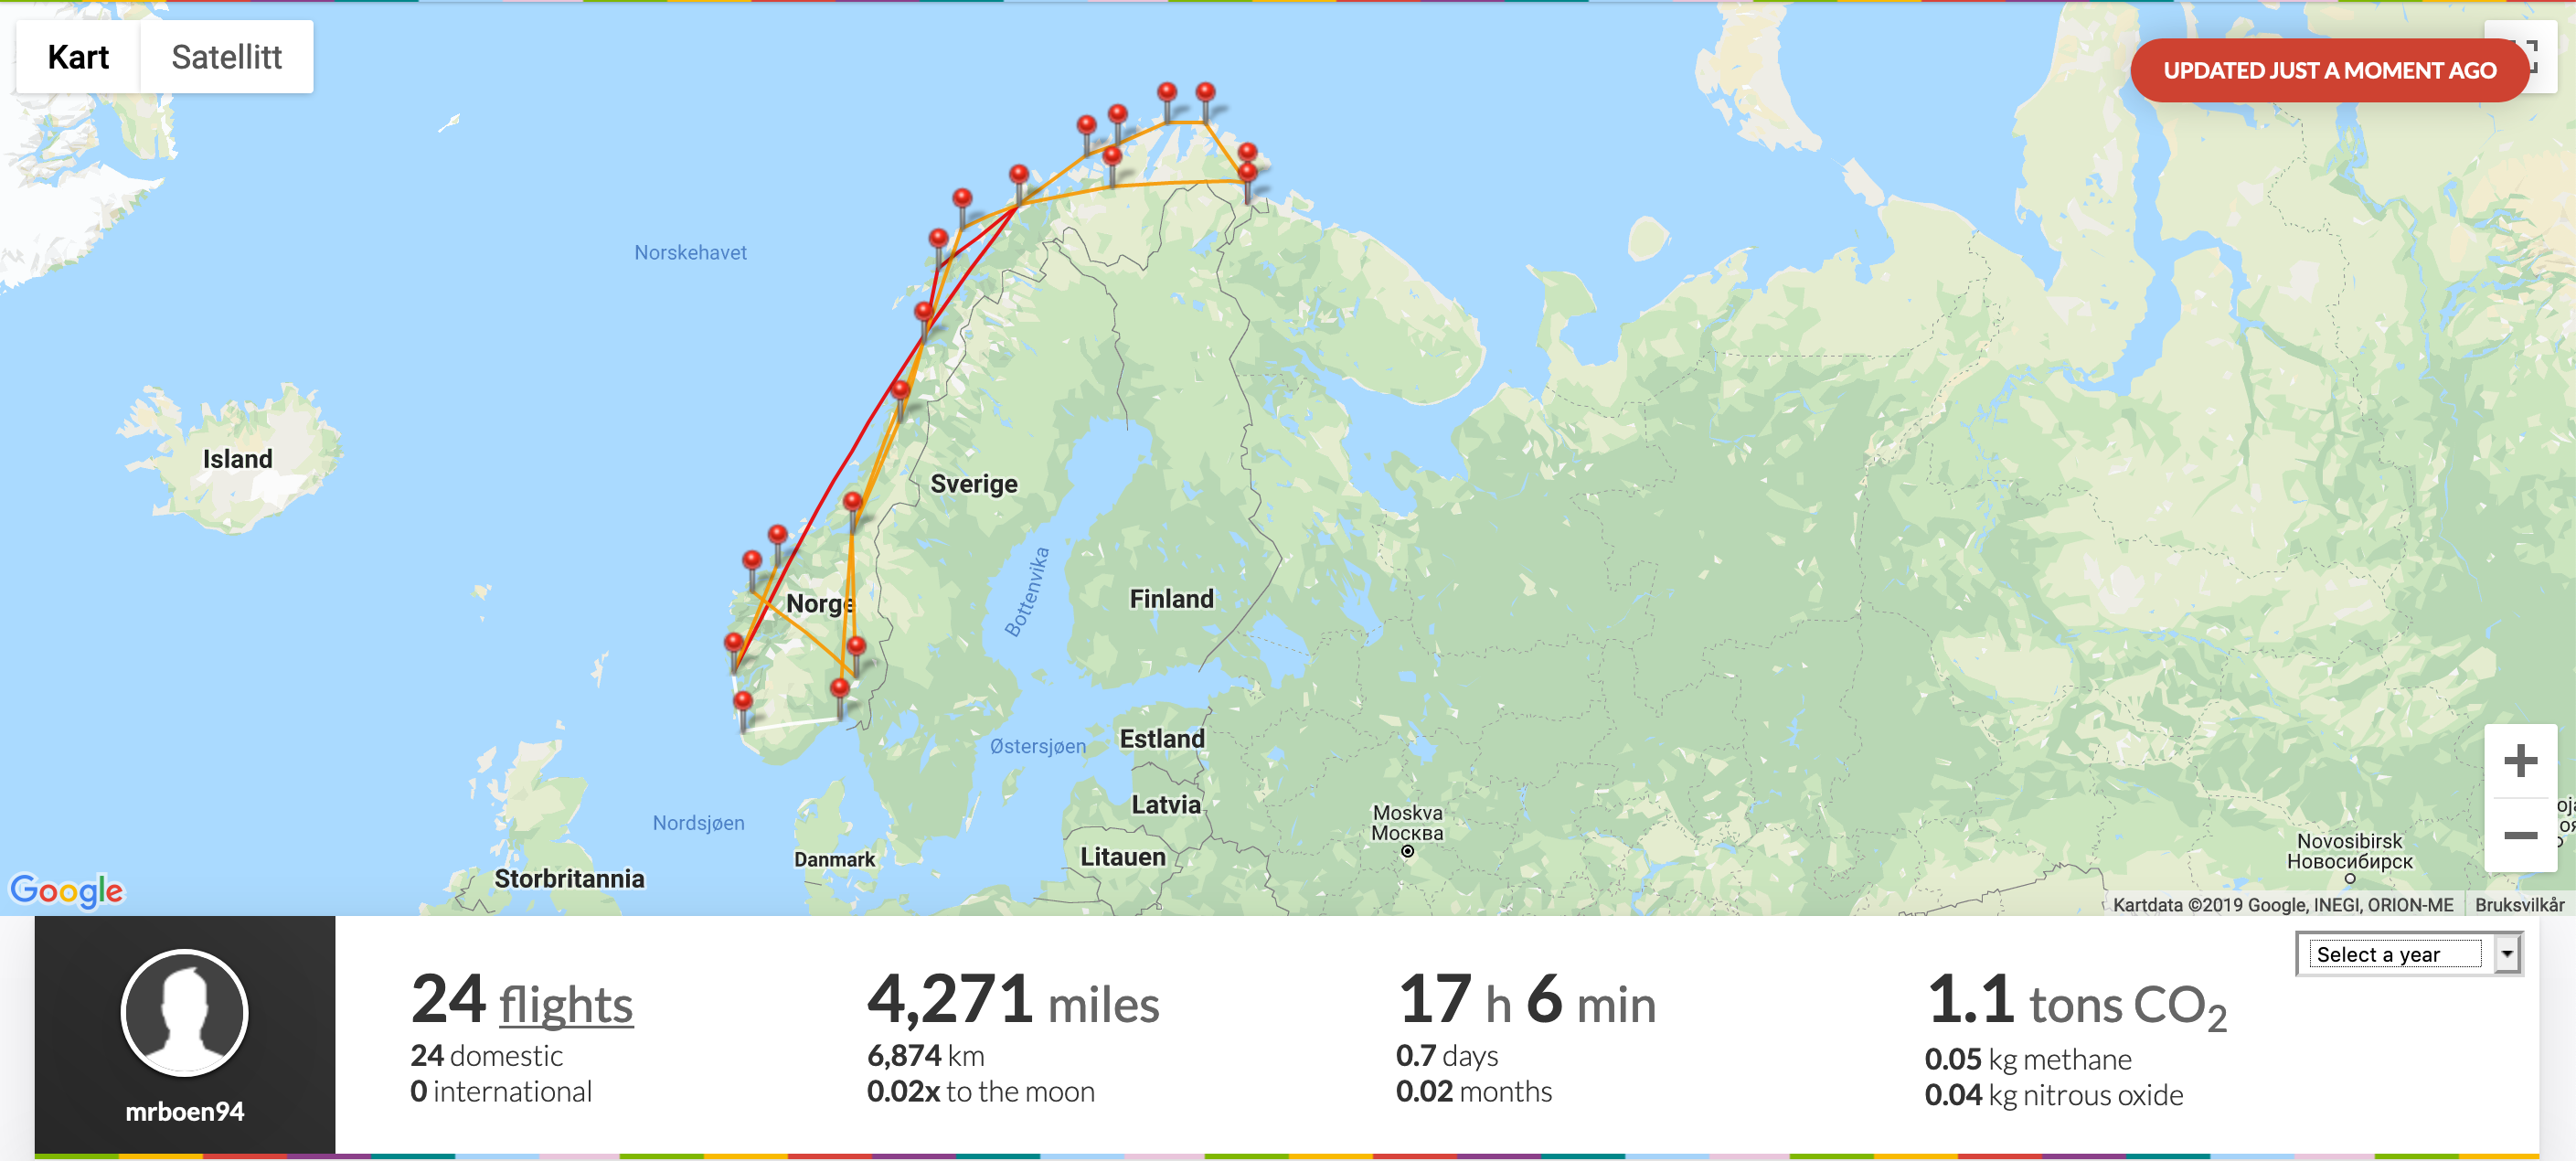 Kart
Satellitt
UPDATED JUST A MOMENT AGO
Norskehavet
Island
Sverige
Bottenvika
Norge
Finland
Østersjøen
Estland
Latvia
Moskva
Москва
Nordsjøen
Danmark
Litauen
Novosibirsk
Новосибирск
Storbritannia
Google
Kartdata ©2019 Google, INEGI, ORION-ME
Bruksvilkår
Select a year
24 flights
24 domestic
0 international
4,271 miles
6,874 km
0.02x to the moon
17 h 6 min
0.7 days
0.02 months
1.1 tons CO₂
0.05 kg methane
0.04 kg nitrous oxide
mrboen94